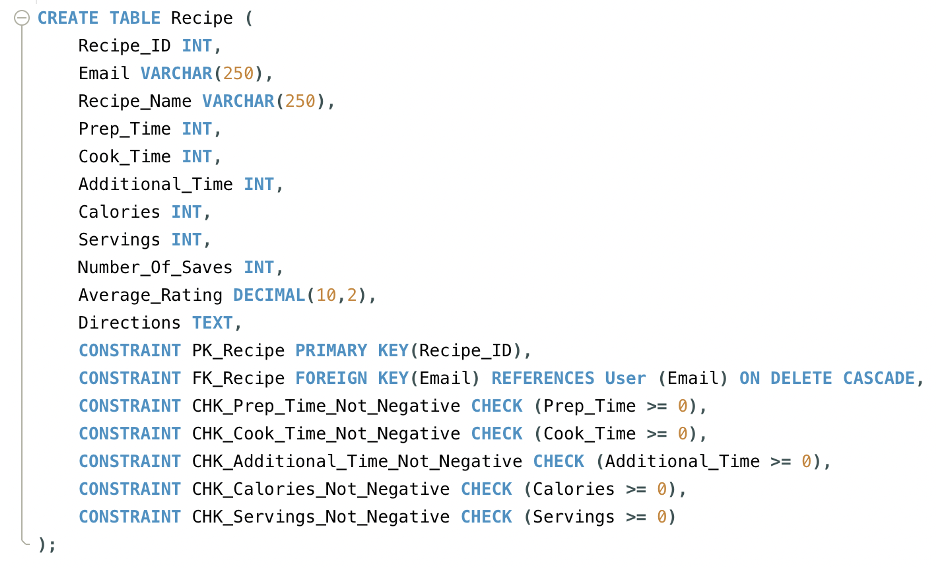 CREATE TABLE Recipe (
    Recipe_ID INT,
    Email VARCHAR(250),
    Recipe_Name VARCHAR(250),
    Prep_Time INT,
    Cook_Time INT,
    Additional_Time INT,
    Calories INT,
    Servings INT,
    Number_Of_Saves INT,
    Average_Rating DECIMAL(10,2),
    Directions TEXT,
    CONSTRAINT PK_Recipe PRIMARY KEY(Recipe_ID),
    CONSTRAINT FK_Recipe FOREIGN KEY(Email) REFERENCES User (Email) ON DELETE CASCADE,
    CONSTRAINT CHK_Prep_Time_Not_Negative CHECK (Prep_Time >= 0),
    CONSTRAINT CHK_Cook_Time_Not_Negative CHECK (Cook_Time >= 0),
    CONSTRAINT CHK_Additional_Time_Not_Negative CHECK (Additional_Time >= 0),
    CONSTRAINT CHK_Calories_Not_Negative CHECK (Calories >= 0),
    CONSTRAINT CHK_Servings_Not_Negative CHECK (Servings >= 0)
);